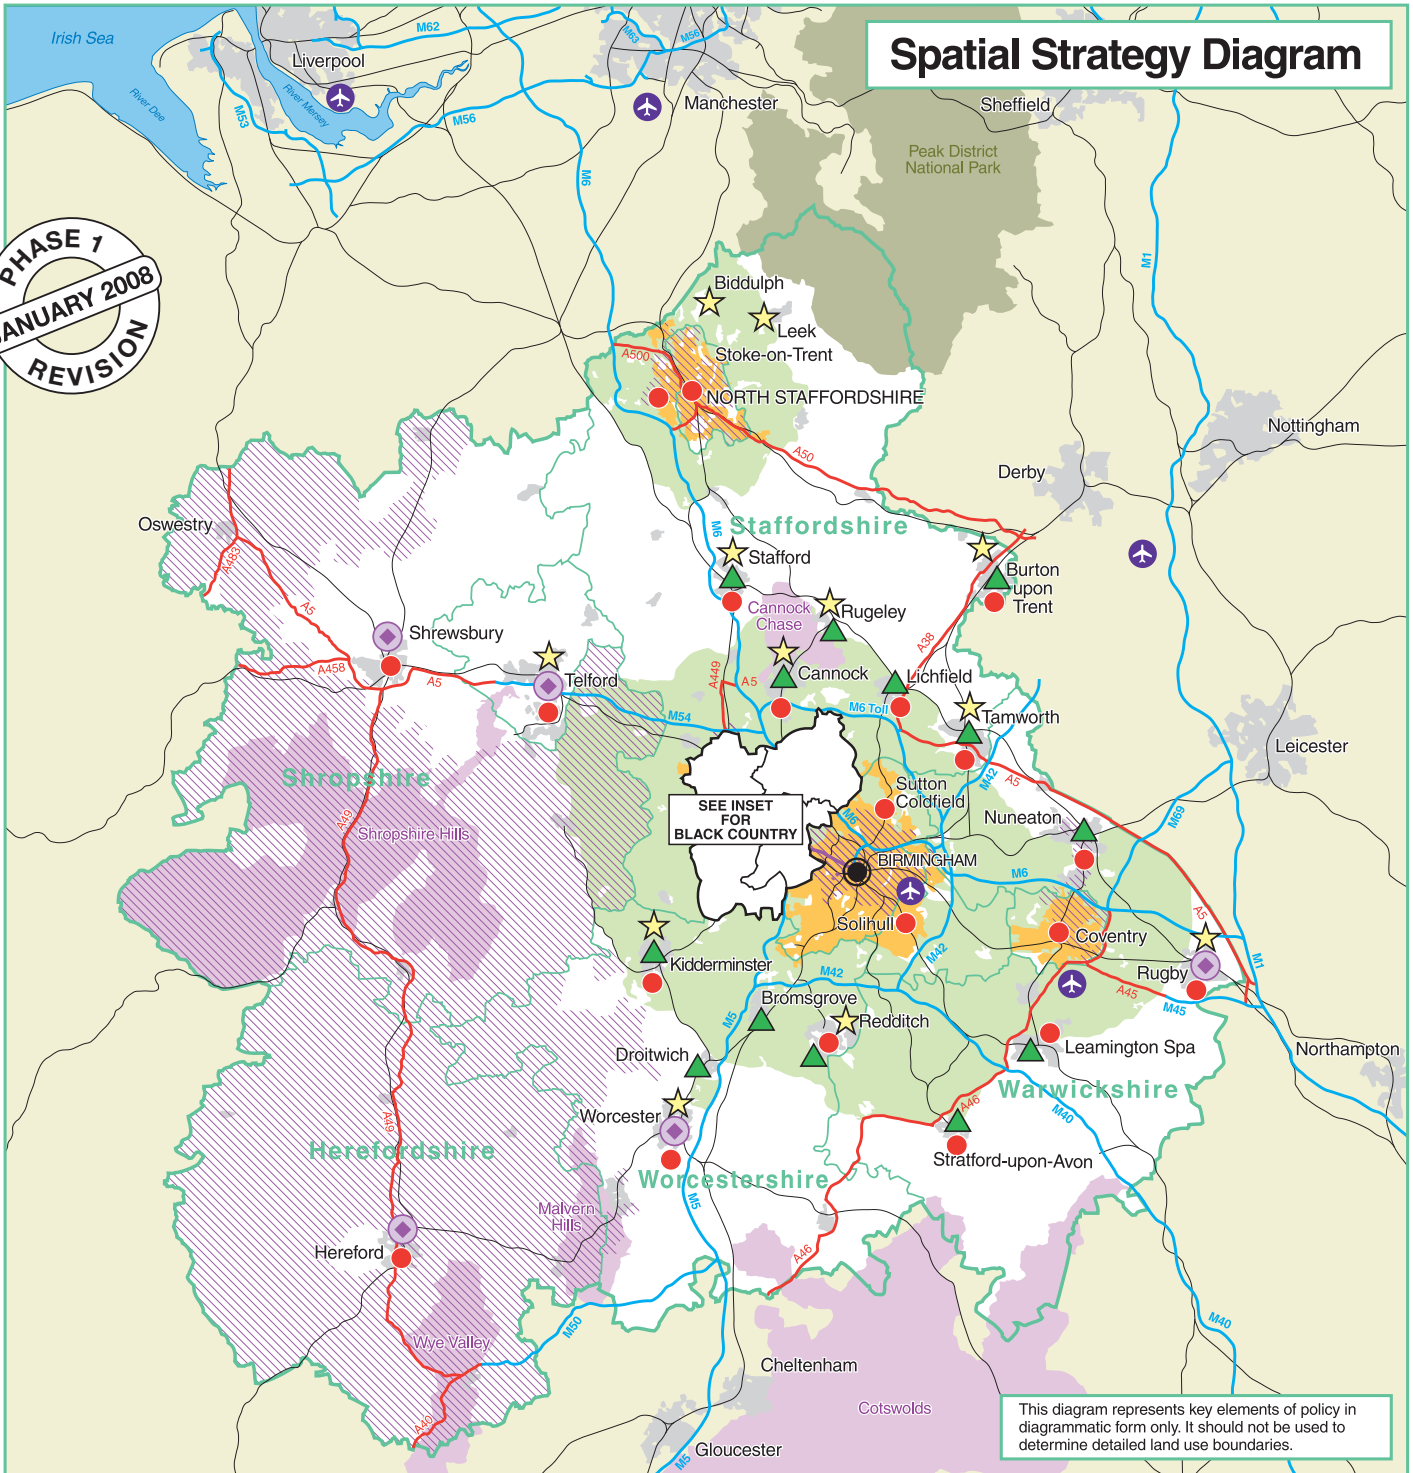 Spatial Strategy Diagram
Irish Sea
Liverpool
River Dee
River Mersey
M62
M53
M56
M63
M56
Manchester
Sheffield
Peak District
National Park
M6
M1
PHASE 1
JANUARY 2008
REVISION
Biddulph
Leek
Stoke-on-Trent
A500
NORTH STAFFORDSHIRE
A50
Nottingham
Derby
Oswestry
A483
A5
Staffordshire
M6
Stafford
Burton
upon
Trent
Cannock
Chase
Rugeley
A38
Shrewsbury
A458
A5
Telford
A449
A5
Cannock
Lichfield
M54
M6 Toll
Tamworth
Leicester
Shropshire
M42
A5
Sutton
Coldfield
SEE INSET
FOR
BLACK COUNTRY
M6
Nuneaton
M69
A49
Shropshire Hills
BIRMINGHAM
M6
A5
Solihull
Coventry
M42
Kidderminster
M42
Rugby
M1
A45
M45
Bromsgrove
M5
Redditch
Droitwich
Leamington Spa
Northampton
Warwickshire
Worcester
A46
M40
A49
Herefordshire
Stratford-upon-Avon
Worcestershire
Malvern
Hills
M5
Hereford
A46
M50
M40
Wye Valley
Cheltenham
Cotswolds
A40
Gloucester
M5
This diagram represents key elements of policy in
diagrammatic form only. It should not be used to
determine detailed land use boundaries.